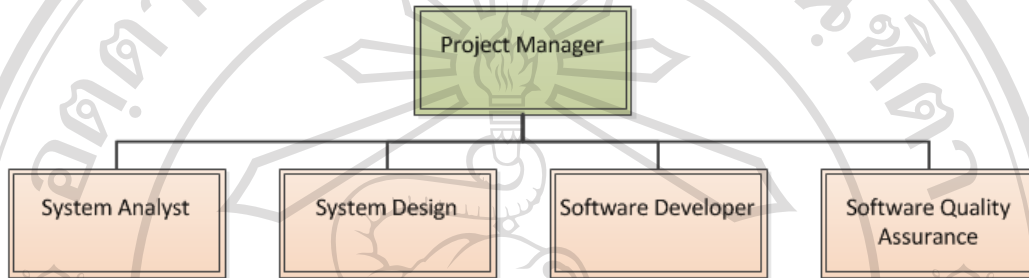 Project Manager
System Analyst
System Design
Software Developer
Software Quality
Assurance